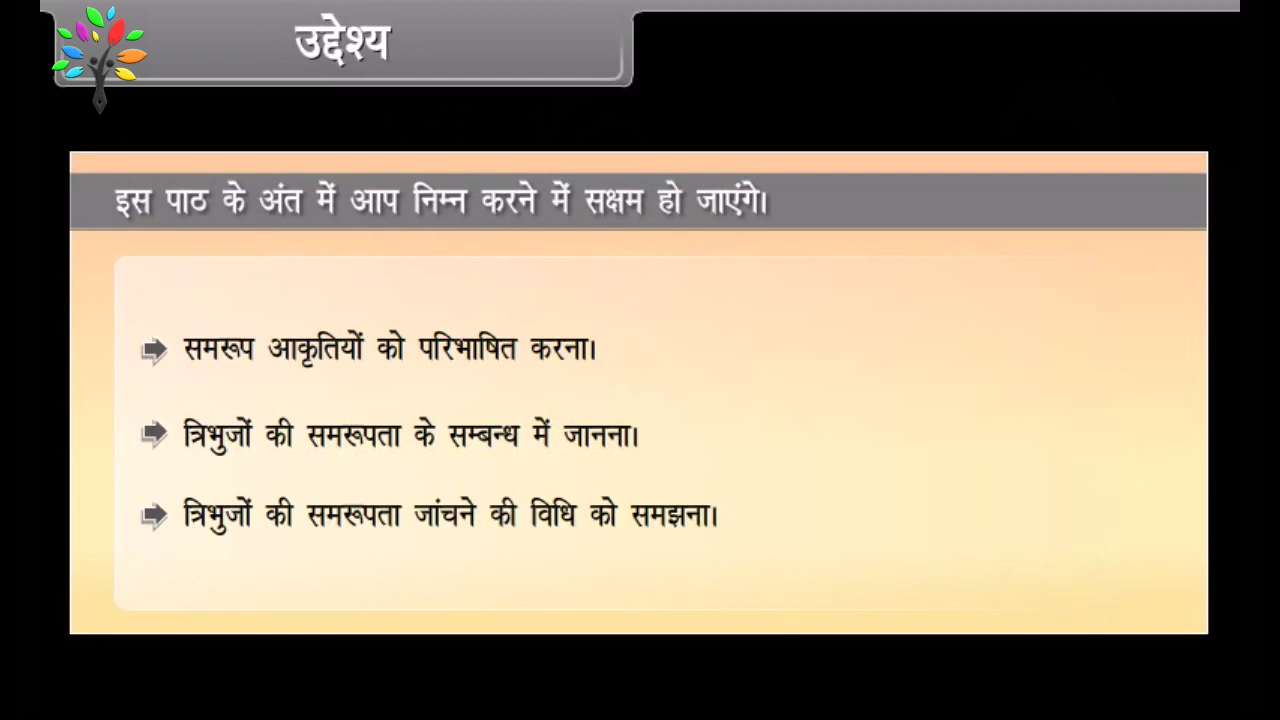 उद्देश्य
इस पाठ के अंत में आप निम्न करने में सक्षम हो जाएंगे।
समरूप आकृतियों को परिभाषित करना।
त्रिभुजों की समरूपता के सम्बन्ध में जानना।
त्रिभुजों की समरूपता जांचने की विधि को समझना।